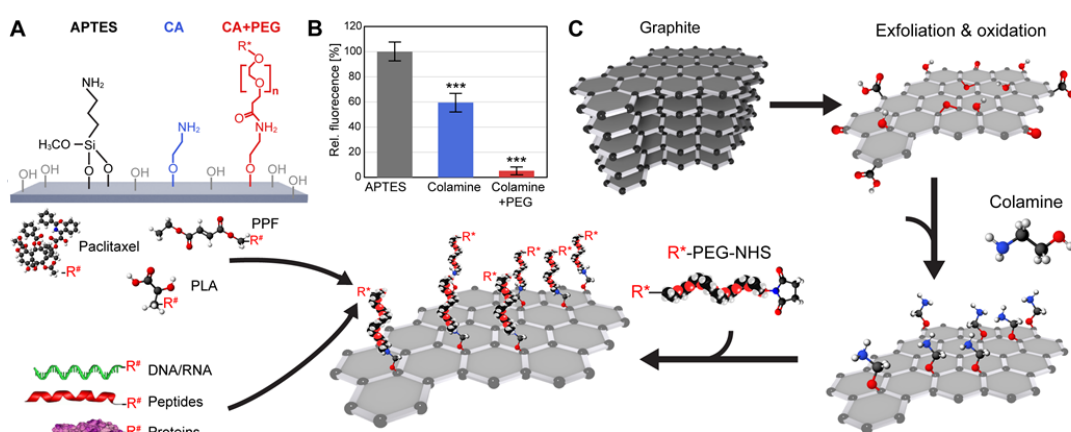 A
APTES
CA
CA+PEG
R*
O
O
n
O
NH₂
NH
NH₂
H₃CO
Si
O
O
O
O
OH
OH
OH
OH
OH
OH
B
Rel. fluorecence [%]
120
100
80
60
40
20
0
***
***
APTES
Colamine
Colamine
+PEG
C
Graphite
Exfoliation & oxidation
Colamine
R*-PEG-NHS
R*
R*
R*
R*
R*
R*
R*
Paclitaxel
R#
PPF
R#
PLA
R#
R#
DNA/RNA
R#
Peptides
R#
Proteins